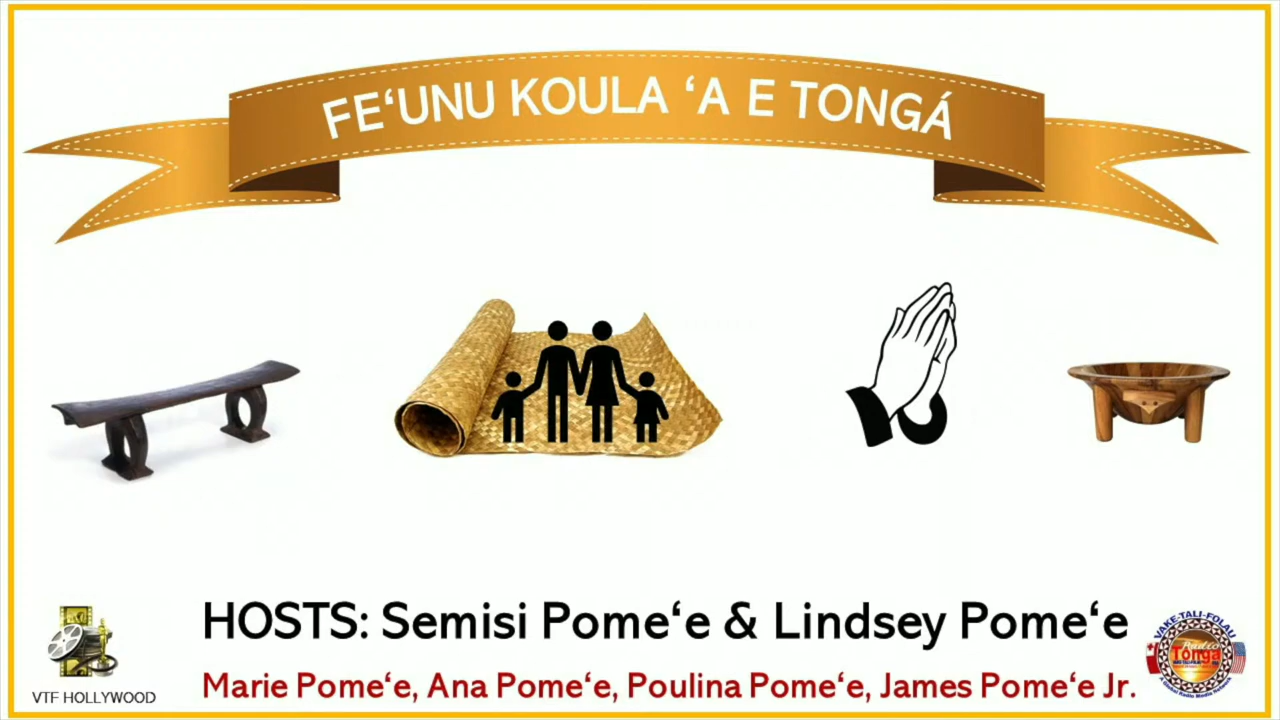 FE‘UNU KOULA ‘A E TONGÁ
HOSTS: Semisi Pome‘e & Lindsey Pome‘e
Marie Pome‘e, Ana Pome‘e, Poulina Pome‘e, James Pome‘e Jr.
VTF HOLLYWOOD
VAKE-TALI-FOLAU
Radio
Tonga